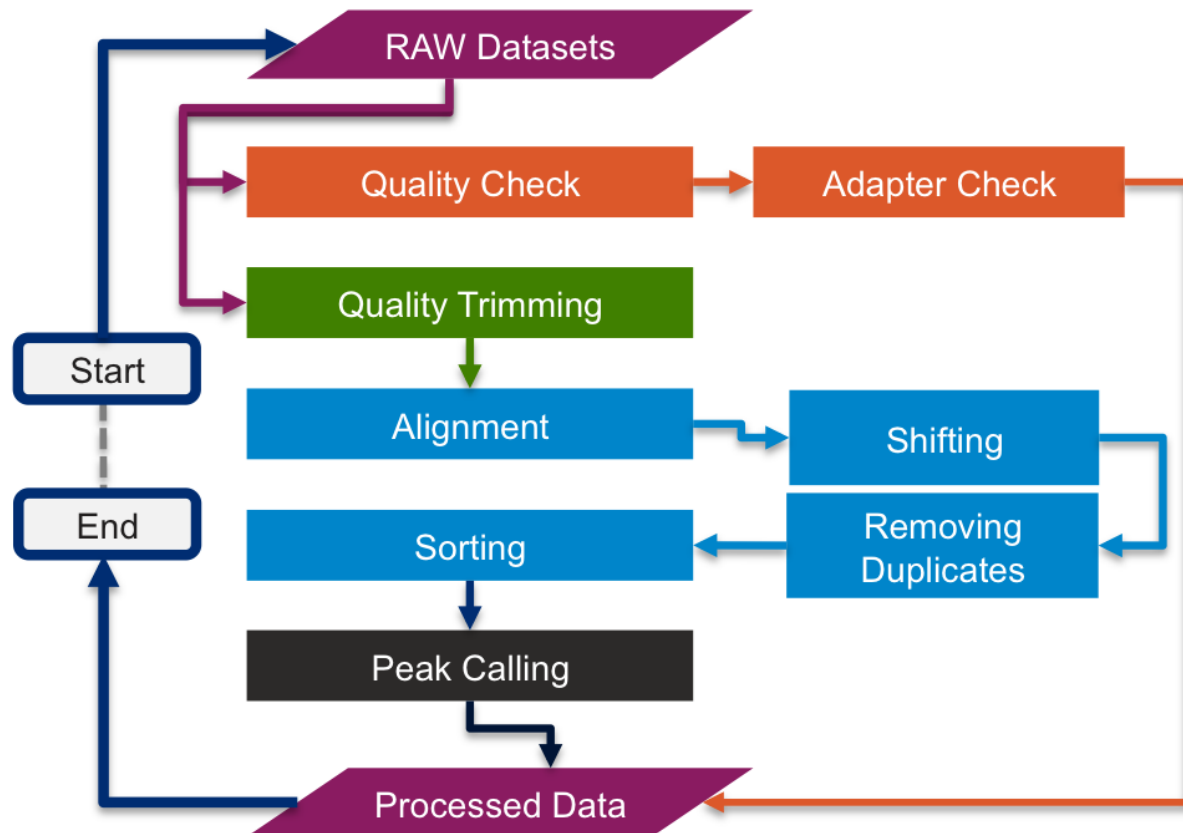 RAW Datasets
Quality Check
Adapter Check
Quality Trimming
Start
Alignment
Shifting
End
Sorting
Removing
Duplicates
Peak Calling
Processed Data